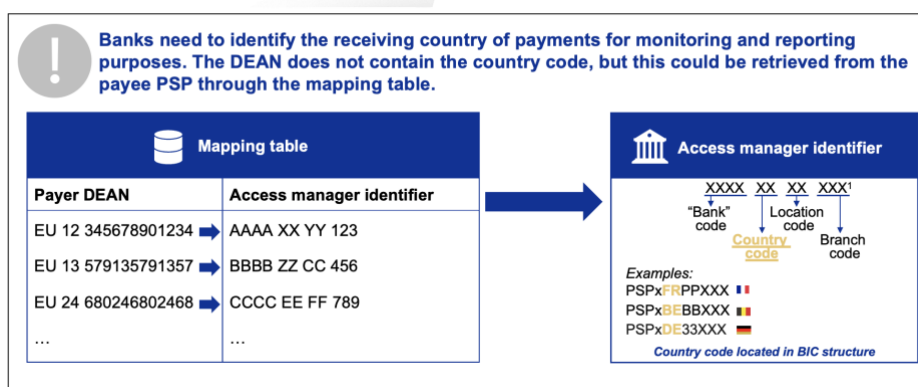 Banks need to identify the receiving country of payments for monitoring and reporting
purposes. The DEAN does not contain the country code, but this could be retrieved from the
payee PSP through the mapping table.
Mapping table
Payer DEAN Access manager identifier
EU 12 345678901234 AAAA XX YY 123
EU 13 579135791357 BBBB ZZ CC 456
EU 24 680246802468 CCCC EE FF 789
… …
Access manager identifier
XXXX XX XX XXX¹
"Bank" code
Location code
Country code
Branch code
Examples:
PSPxFRPPXXX
PSPxBEBBXXX
PSPxDE33XXX
Country code located in BIC structure